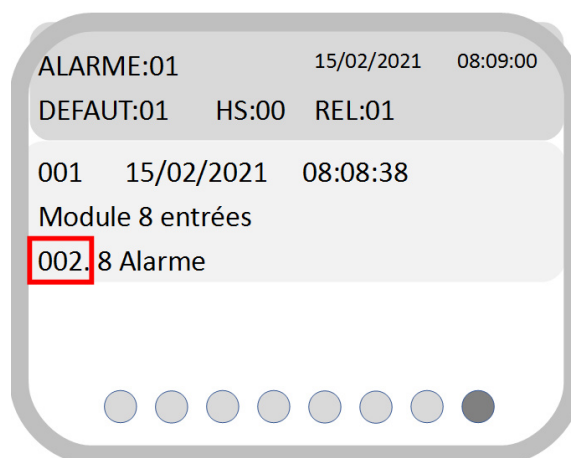 ALARME:01 15/02/2021 08:09:00
DEFAUT:01 HS:00 REL:01
001 15/02/2021 08:08:38
Module 8 entrées
002. 8 Alarme